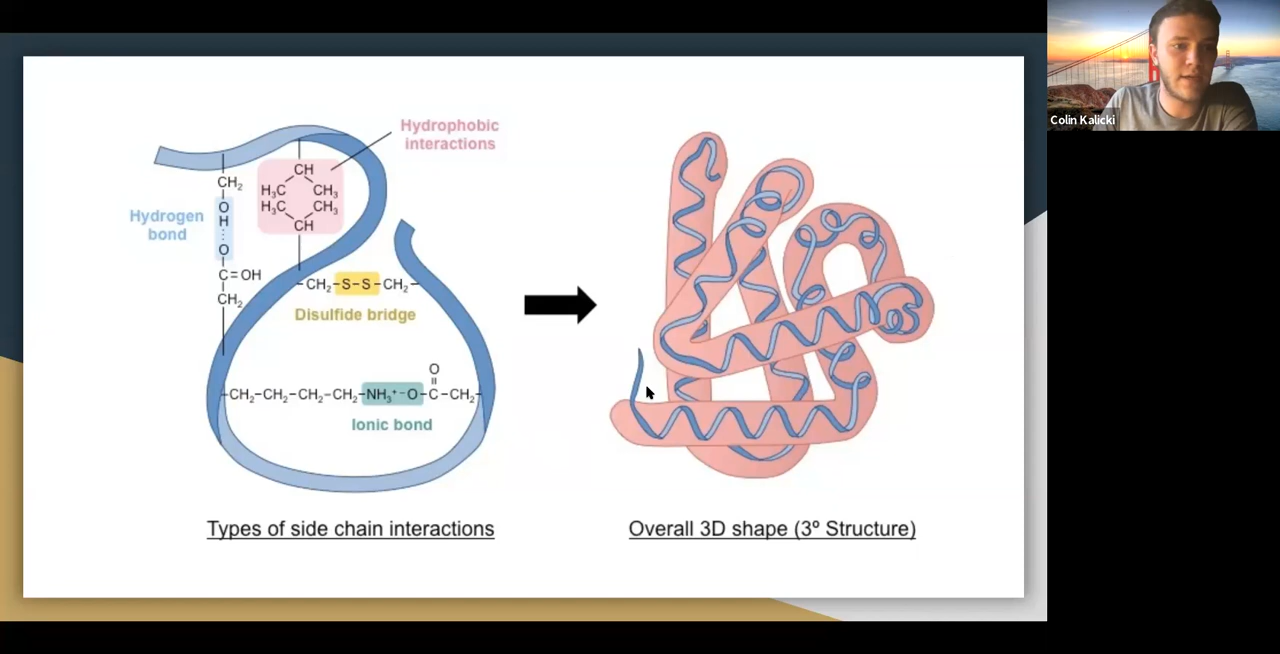 Hydrophobic
interactions
CH
H₃C CH₃
H₃C CH₃
CH
CH₂
O
H
O
C=OH
CH₂
Hydrogen
bond
CH₂-S-S-CH₂
Disulfide bridge
O
CH₂-CH₂-CH₂-CH₂-NH₃⁺ ⁻O-C-CH₂
Ionic bond
Types of side chain interactions
Overall 3D shape (3º Structure)
Colin Kalicki